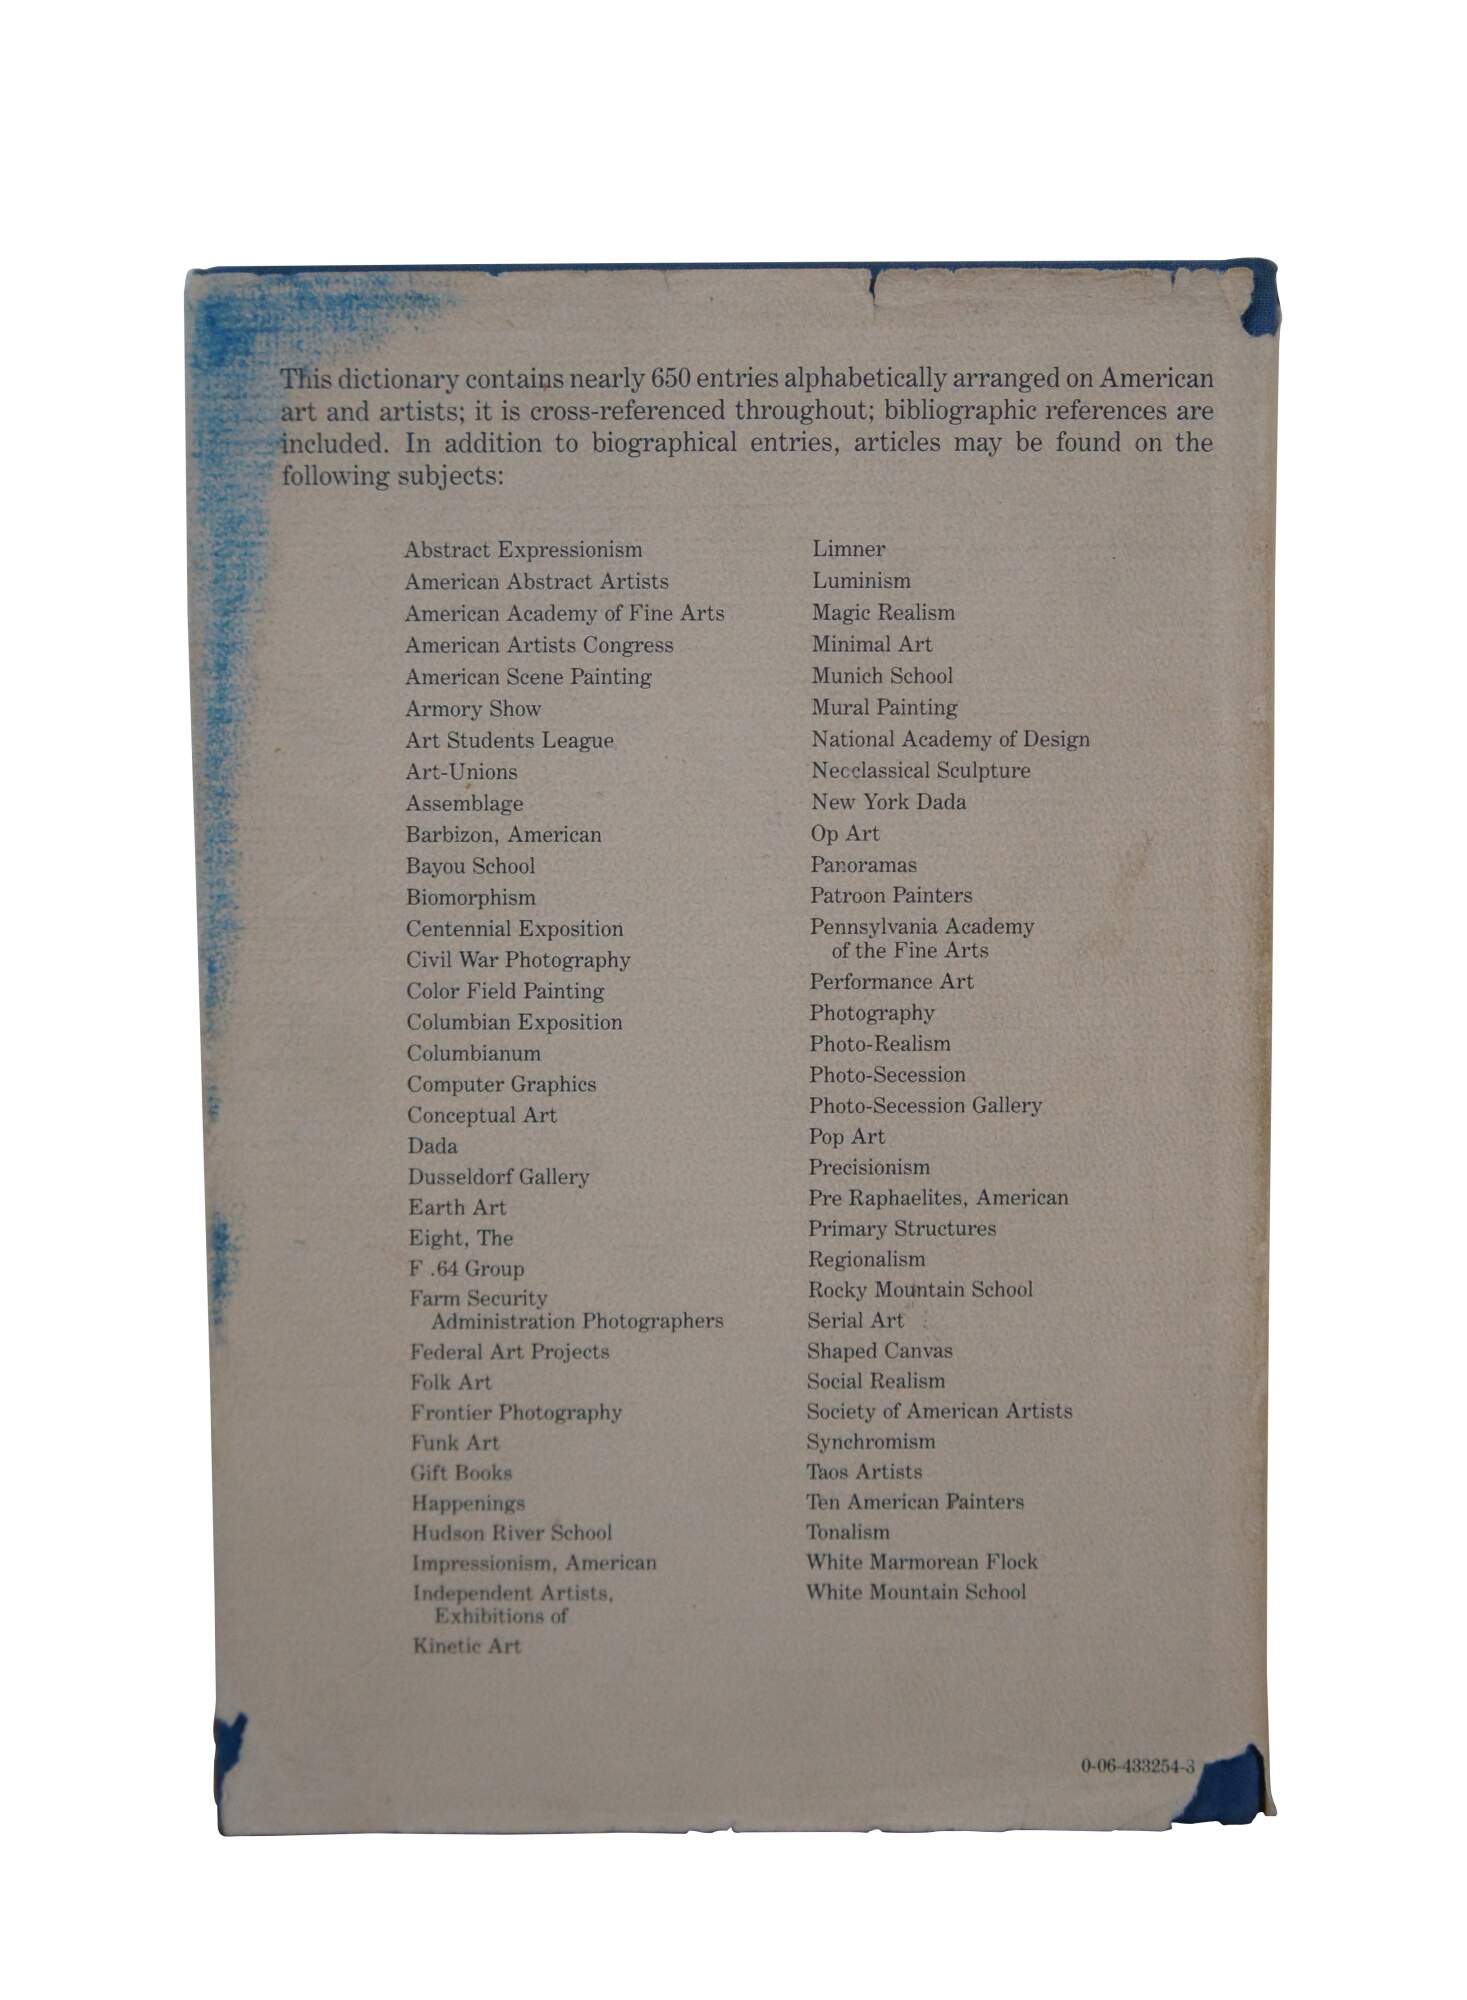 This dictionary contains nearly 650 entries alphabetically arranged on American
art and artists; it is cross-referenced throughout; bibliographic references are
included. In addition to biographical entries, articles may be found on the
following subjects:
Abstract Expressionism
American Abstract Artists
American Academy of Fine Arts
American Artists Congress
American Scene Painting
Armory Show
Art Students League
Art-Unions
Assemblage
Barbizon, American
Bayou School
Biomorphism
Centennial Exposition
Civil War Photography
Color Field Painting
Columbian Exposition
Columbianum
Computer Graphics
Conceptual Art
Dada
Dusseldorf Gallery
Earth Art
Eight, The
F .64 Group
Farm Security
Administration Photographers
Federal Art Projects
Folk Art
Frontier Photography
Funk Art
Gift Books
Happenings
Hudson River School
Impressionism, American
Independent Artists,
Exhibitions of
Kinetic Art
Limner
Luminism
Magic Realism
Minimal Art
Munich School
Mural Painting
National Academy of Design
Neoclassical Sculpture
New York Dada
Op Art
Panoramas
Patroon Painters
Pennsylvania Academy
of the Fine Arts
Performance Art
Photography
Photo-Realism
Photo-Secession
Photo-Secession Gallery
Pop Art
Precisionism
Pre Raphaelites, American
Primary Structures
Regionalism
Rocky Mountain School
Serial Art
Shaped Canvas
Social Realism
Society of American Artists
Synchromism
Taos Artists
Ten American Painters
Tonalism
White Marmorean Flock
White Mountain School
0-06-433254-3